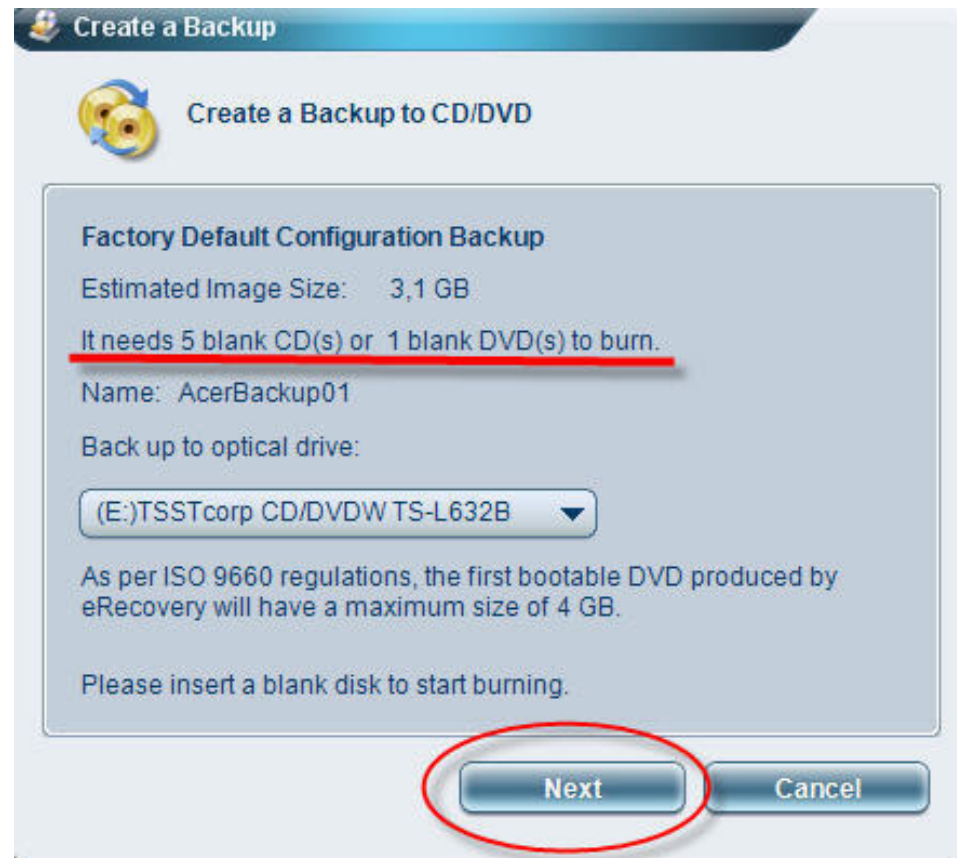 Create a Backup
Create a Backup to CD/DVD
Factory Default Configuration Backup
Estimated Image Size: 3,1 GB
It needs 5 blank CD(s) or 1 blank DVD(s) to burn.
Name: AcerBackup01
Back up to optical drive:
(E:)TSSTcorp CD/DVDW TS-L632B
As per ISO 9660 regulations, the first bootable DVD produced by
eRecovery will have a maximum size of 4 GB.
Please insert a blank disk to start burning.
Next Cancel